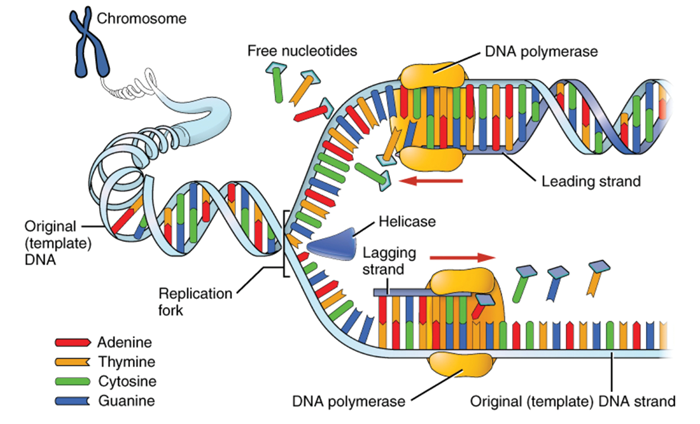 Chromosome
Free nucleotides
DNA polymerase
Leading strand
Helicase
Original
(template)
DNA
Lagging
strand
Replication
fork
Adenine
Thymine
Cytosine
Guanine
DNA polymerase
Original (template) DNA strand